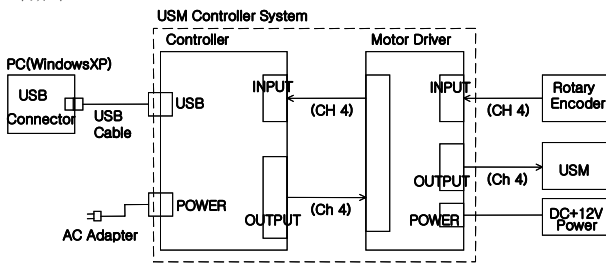 USM Controller System
Controller
Motor Driver
PC(WindowsXP)
USB
Connector
USB
Cable
USB
INPUT
(CH 4)
INPUT
(CH 4)
Rotary
Encoder
OUTPUT
(Ch 4)
USM
POWER
AC Adapter
OUTPUT
(Ch 4)
POWER
DC+12V
Power